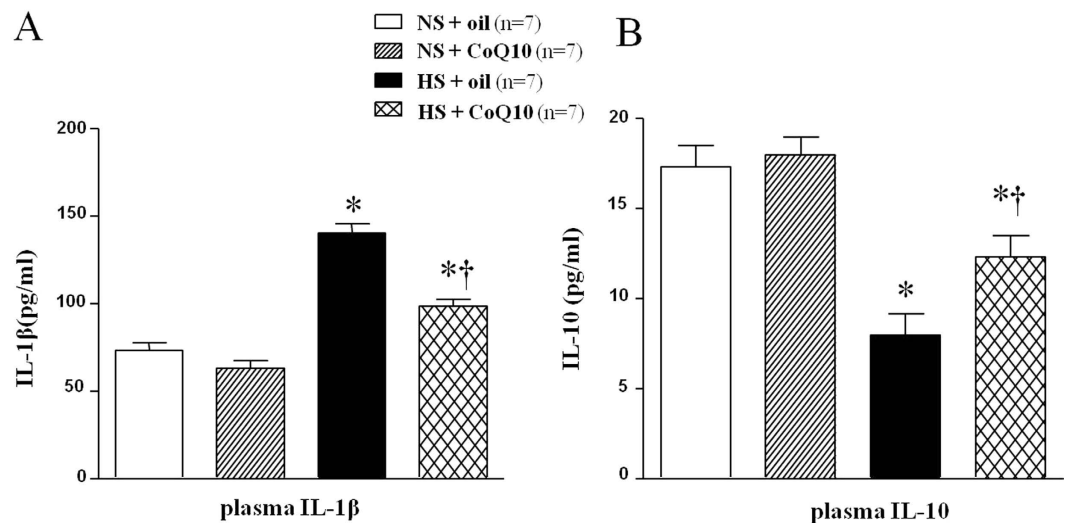 A
NS + oil (n=7)
NS + CoQ10 (n=7)
HS + oil (n=7)
HS + CoQ10 (n=7)
200
150
100
50
0
IL-1β(pg/ml)
*
*†
plasma IL-1β
B
20
15
10
5
0
IL-10 (pg/ml)
*
*†
plasma IL-10